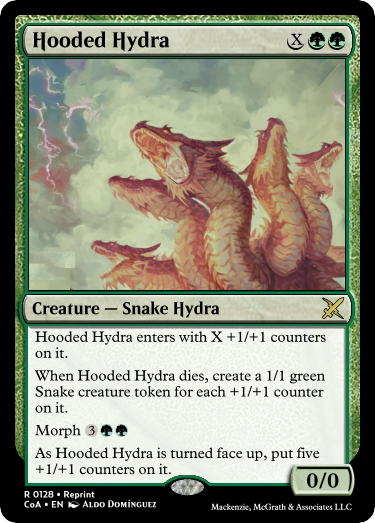 Hooded Hydra X
Creature — Snake Hydra
Hooded Hydra enters with X +1/+1 counters
on it.
When Hooded Hydra dies, create a 1/1 green
Snake creature token for each +1/+1 counter
on it.
Morph 3
As Hooded Hydra is turned face up, put five
+1/+1 counters on it.
0/0
R 0128 • Reprint
CoA • EN Aldo Domínguez
Mackenzie, McGrath & Associates LLC